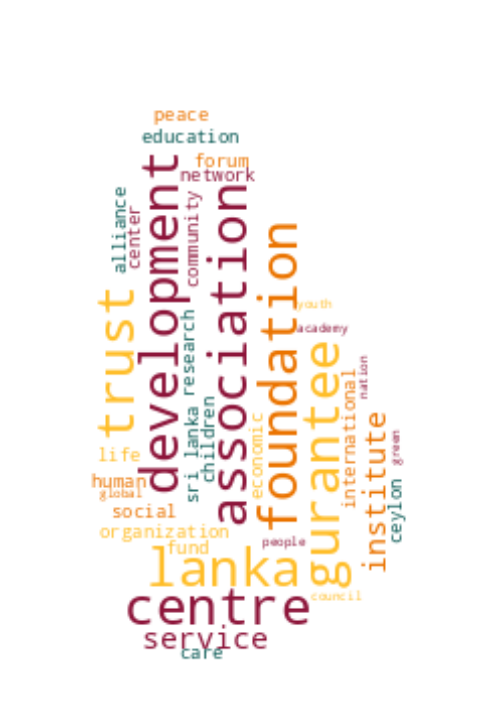 peace
education
forum
network
development
association
alliance
center
community
foundation
trust
youth
academy
research
gurantee
nation
international
children
sri lanka
economic
institute
green
life
human
global
ceylon
social
organization
people
fund
lanka
council
centre
service
care